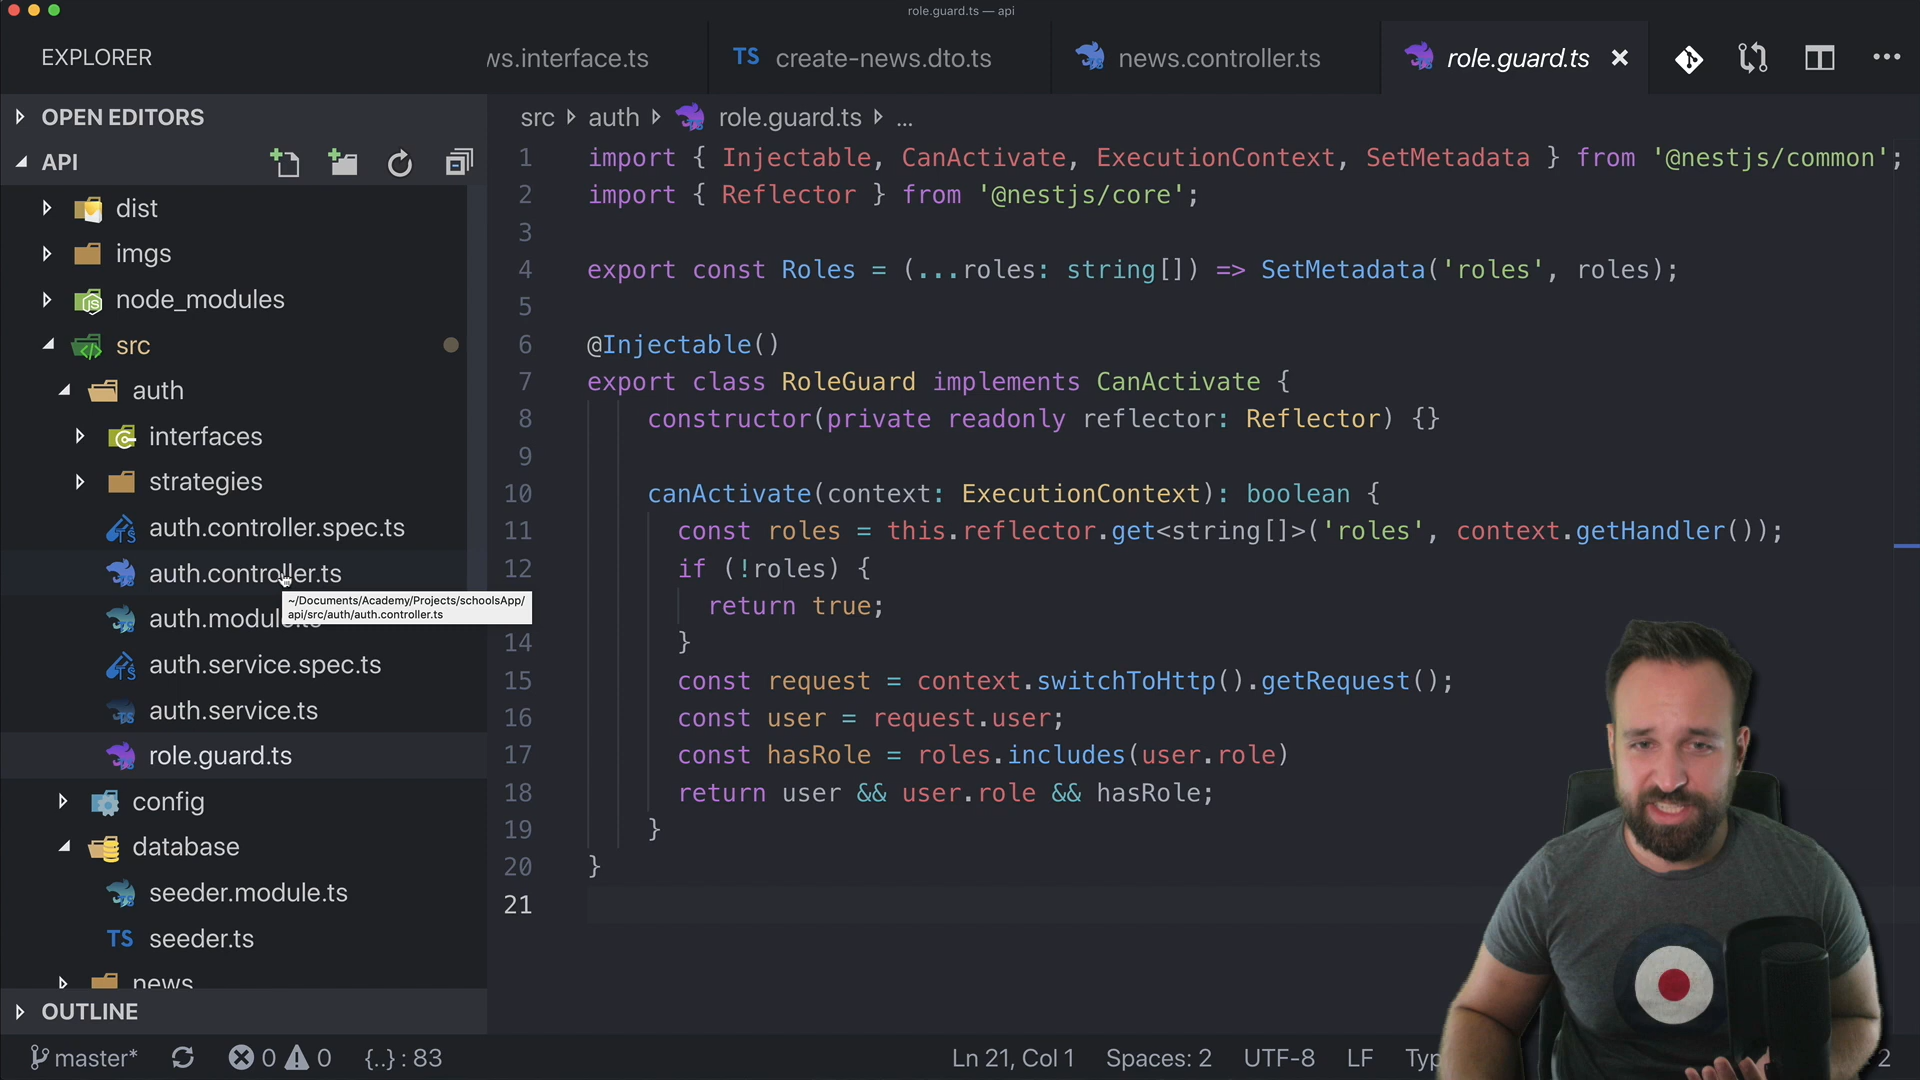 role.guard.ts — api
EXPLORER
ws.interface.ts
TS create-news.dto.ts
news.controller.ts
role.guard.ts
OPEN EDITORS
API
dist
imgs
node_modules
src
auth
interfaces
strategies
auth.controller.spec.ts
auth.controller.ts
~/Documents/Academy/Projects/schoolsApp/
api/src/auth/auth.controller.ts
auth.module.ts
auth.service.spec.ts
auth.service.ts
role.guard.ts
config
database
seeder.module.ts
TS seeder.ts
news
OUTLINE
src auth role.guard.ts ...
1 import { Injectable, CanActivate, ExecutionContext, SetMetadata } from '@nestjs/common';
2 import { Reflector } from '@nestjs/core';
3
4 export const Roles = (...roles: string[]) => SetMetadata('roles', roles);
5
6 @Injectable()
7 export class RoleGuard implements CanActivate {
8 constructor(private readonly reflector: Reflector) {}
9
10 canActivate(context: ExecutionContext): boolean {
11 const roles = this.reflector.get<string[]>('roles', context.getHandler());
12 if (!roles) {
return true;
14 }
15 const request = context.switchToHttp().getRequest();
16 const user = request.user;
17 const hasRole = roles.includes(user.role)
18 return user && user.role && hasRole;
19 }
20 }
21
master* 0 0 {..} : 83
Ln 21, Col 1 Spaces: 2 UTF-8 LF Typ 2